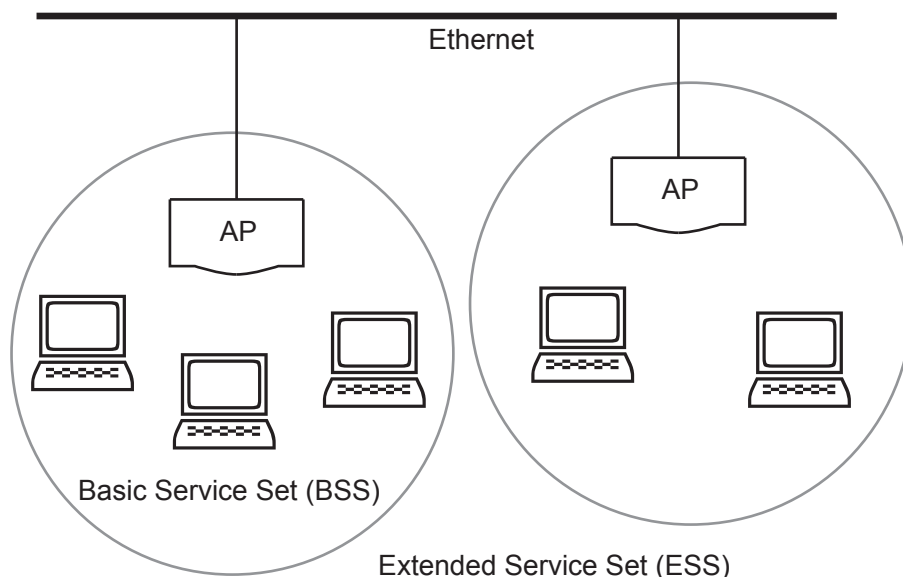 Ethernet
AP
AP
Basic Service Set (BSS)
Extended Service Set (ESS)